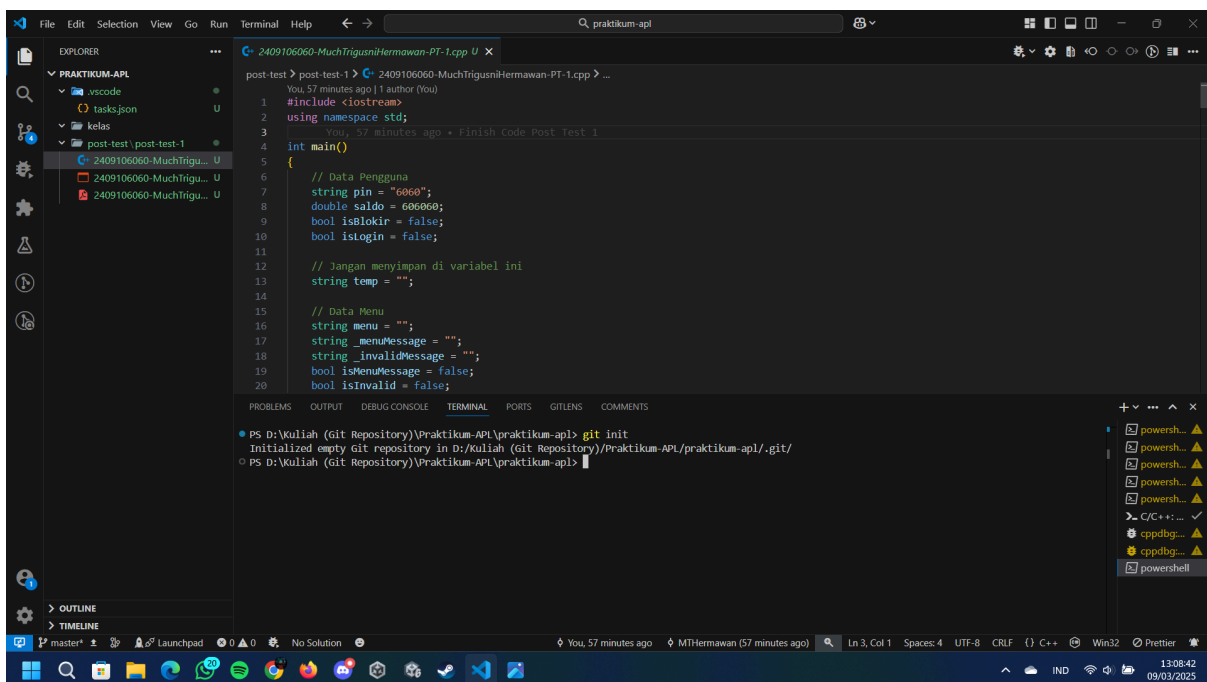 File Edit Selection View Go Run Terminal Help praktikum-apl
EXPLORER
PRAKTIKUM-APL
.vscode
tasks.json U
kelas
post-test \ post-test-1
2409106060-MuchTrigu... U
2409106060-MuchTrigu... U
2409106060-MuchTrigu... U
OUTLINE
TIMELINE
2409106060-MuchTrigusniHermawan-PT-1.cpp U
post-test > post-test-1 > 2409106060-MuchTrigusniHermawan-PT-1.cpp > ...
You, 57 minutes ago | 1 author (You)
1 #include <iostream>
2 using namespace std;
3 You, 57 minutes ago • Finish Code Post Test 1
4 int main()
5 {
6 // Data Pengguna
7 string pin = "6060";
8 double saldo = 606060;
9 bool isBlokir = false;
10 bool isLogin = false;
11
12 // Jangan menyimpan di variabel ini
13 string temp = "";
14
15 // Data Menu
16 string menu = "";
17 string _menuMessage = "";
18 string _invalidMessage = "";
19 bool isMenuMessage = false;
20 bool isInvalid = false;
PROBLEMS OUTPUT DEBUG CONSOLE TERMINAL PORTS GITLENS COMMENTS
PS D:\Kuliah (Git Repository)\Praktikum-APL\praktikum-apl> git init
Initialized empty Git repository in D:/Kuliah (Git Repository)/Praktikum-APL/praktikum-apl/.git/
PS D:\Kuliah (Git Repository)\Praktikum-APL\praktikum-apl>
powersh...
powersh...
powersh...
powersh...
powersh...
C/C++: ...
cppdbg:...
cppdbg:...
powershell
master* Launchpad 0 0 No Solution You, 57 minutes ago MTHermawan (57 minutes ago) Ln 3, Col 1 Spaces: 4 UTF-8 CRLF {} C++ Win32 Prettier
20
IND
13:08:42
09/03/2025